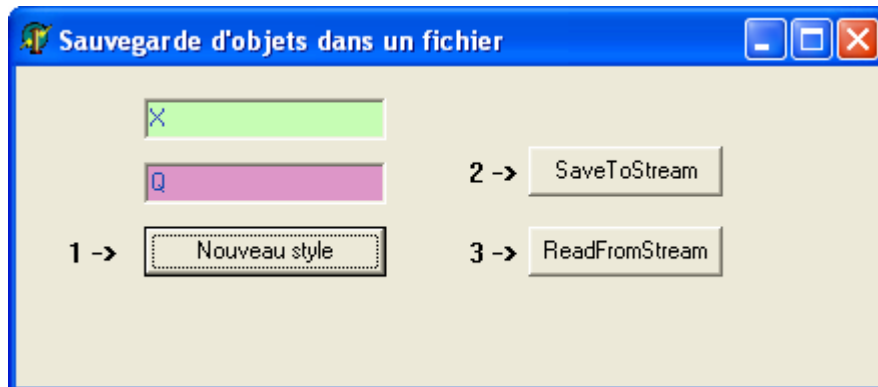 Sauvegarde d'objets dans un fichier
X
Q
2 -> SaveToStream
1 -> Nouveau style
3 -> ReadFromStream